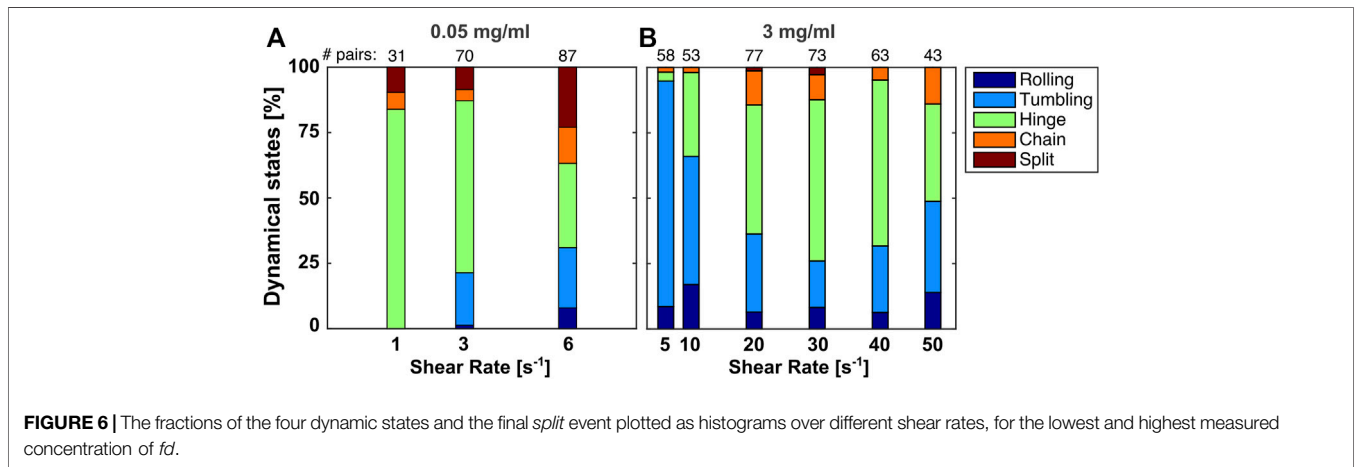 A 0.05 mg/ml B 3 mg/ml
# pairs: 31 70 87 58 53 77 73 63 43
100
75
50
25
0
Dynamical states [%]
1 3 6 5 10 20 30 40 50
Shear Rate [s⁻¹] Shear Rate [s⁻¹]
Rolling
Tumbling
Hinge
Chain
Split
FIGURE 6 | The fractions of the four dynamic states and the final split event plotted as histograms over different shear rates, for the lowest and highest measured
concentration of fd.